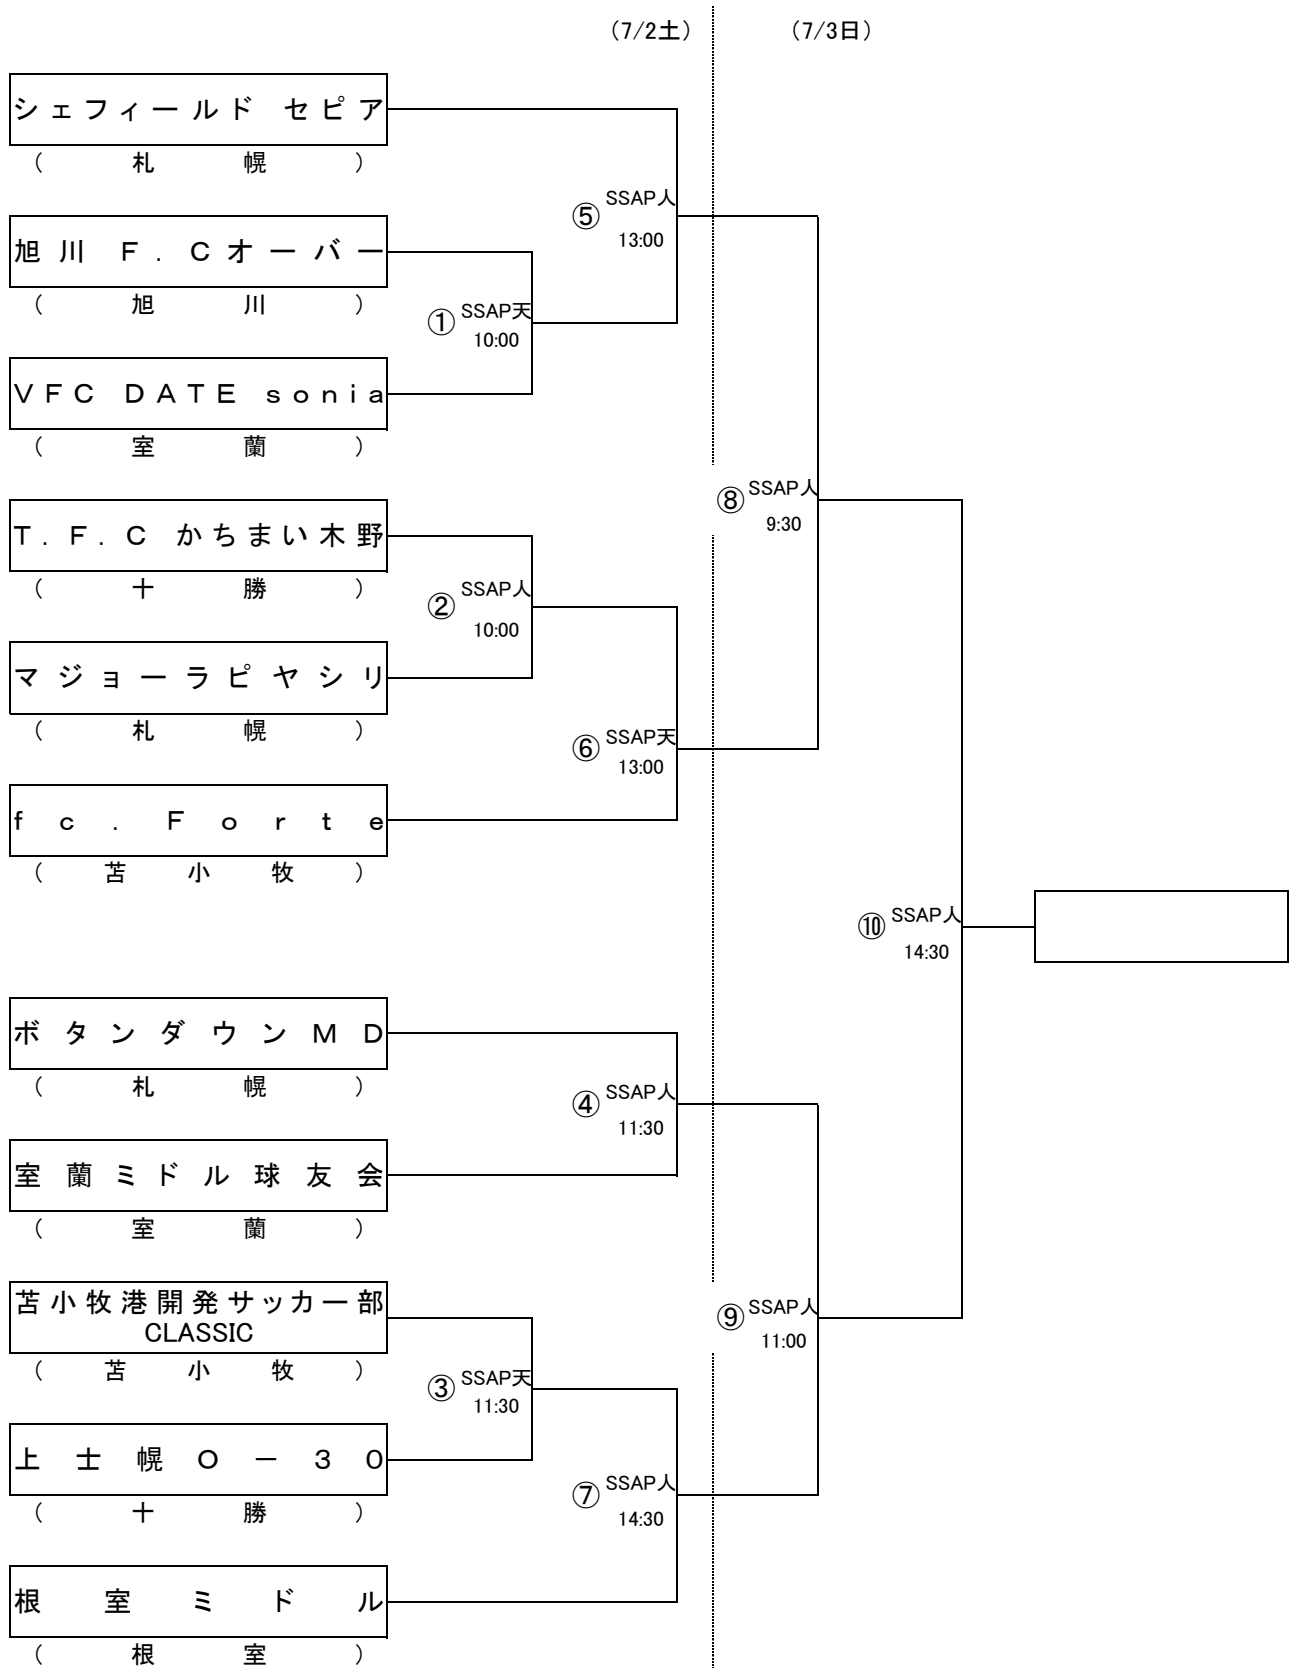 （7/2土）
（7/3日）
シェフィールド セピア
（ 札 幌 ）
⑤ SSAP人
13:00
旭川 F．Cオーバー
（ 旭 川 ）
① SSAP天
10:00
VFC DATE sonia
（ 室 蘭 ）
⑧ SSAP人
9:30
T．F．C かちまい木野
（ 十 勝 ）
② SSAP人
10:00
マジョーラピヤシリ
（ 札 幌 ）
⑥ SSAP天
13:00
fc．Forte
（ 苫 小 牧 ）
⑩ SSAP人
14:30
ボタンダウンMD
（ 札 幌 ）
④ SSAP人
11:30
室蘭ミドル球友会
（ 室 蘭 ）
苫小牧港開発サッカー部
CLASSIC
（ 苫 小 牧 ）
⑨ SSAP人
11:00
③ SSAP天
11:30
上士幌O－30
（ 十 勝 ）
⑦ SSAP人
14:30
根室ミドル
（ 根 室 ）